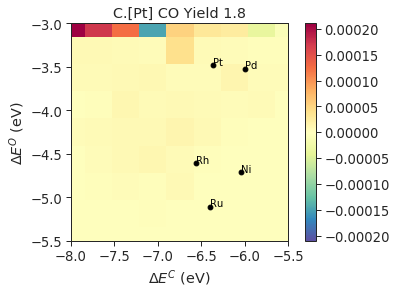 C.[Pt] CO Yield 1.8
−3.0
−3.5
−4.0
−4.5
−5.0
−5.5
ΔE^O (eV)
Pt
Pd
Rh
Ni
Ru
−8.0 −7.5 −7.0 −6.5 −6.0 −5.5
ΔE^C (eV)
0.00020
0.00015
0.00010
0.00005
0.00000
−0.00005
−0.00010
−0.00015
−0.00020